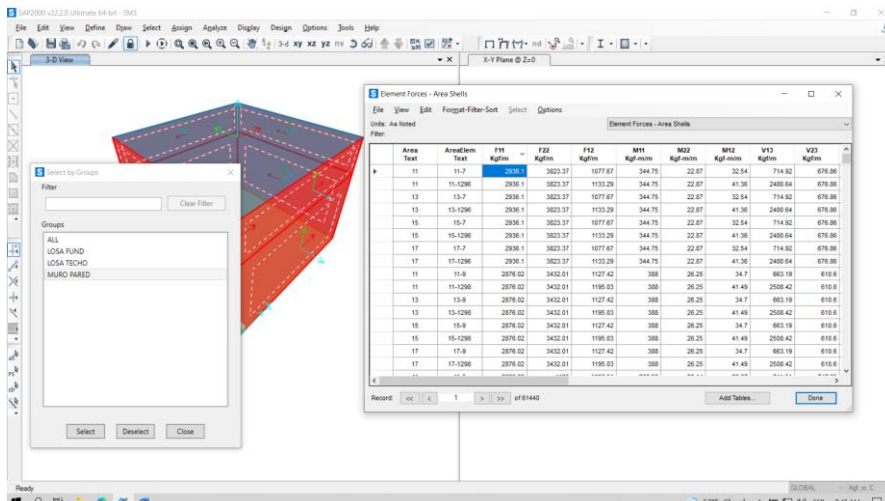 SAP2000 v22.2.0 Ultimate 64-bit - SM3
File Edit View Define Draw Select Assign Analyze Display Design Options Tools Help
3-d xy xz yz nv
nd
3-D View
X-Y Plane @ Z=0
Select by Groups
Filter
Clear Filter
Groups
ALL
LOSA FUND
LOSA TECHO
MURO PARED
Select Deselect Close
Element Forces - Area Shells
File View Edit Format-Filter-Sort Select Options
Units: As Noted
Element Forces - Area Shells
Filter:
Area AreaElem F11 F22 F12 M11 M22 M12 V13 V23
Text Text Kgf/m Kgf/m Kgf/m Kgf-m/m Kgf-m/m Kgf-m/m Kgf/m Kgf/m
11 11-7 2936.1 3823.37 1077.67 344.75 22.87 32.54 714.92 676.86
11 11-1296 2936.1 3823.37 1133.29 344.75 22.87 41.36 2480.64 676.86
13 13-7 2936.1 3823.37 1077.67 344.75 22.87 32.54 714.92 676.86
13 13-1296 2936.1 3823.37 1133.29 344.75 22.87 41.36 2480.64 676.86
15 15-7 2936.1 3823.37 1077.67 344.75 22.87 32.54 714.92 676.86
15 15-1296 2936.1 3823.37 1133.29 344.75 22.87 41.36 2480.64 676.86
17 17-7 2936.1 3823.37 1077.67 344.75 22.87 32.54 714.92 676.86
17 17-1296 2936.1 3823.37 1133.29 344.75 22.87 41.36 2480.64 676.86
11 11-9 2876.02 3432.01 1127.42 388 26.25 34.7 663.19 610.6
11 11-1298 2876.02 3432.01 1195.03 388 26.25 41.49 2508.42 610.6
13 13-9 2876.02 3432.01 1127.42 388 26.25 34.7 663.19 610.6
13 13-1298 2876.02 3432.01 1195.03 388 26.25 41.49 2508.42 610.6
15 15-9 2876.02 3432.01 1127.42 388 26.25 34.7 663.19 610.6
15 15-1298 2876.02 3432.01 1195.03 388 26.25 41.49 2508.42 610.6
17 17-9 2876.02 3432.01 1127.42 388 26.25 34.7 663.19 610.6
17 17-1298 2876.02 3432.01 1195.03 388 26.25 41.49 2508.42 610.6
Record: << < 1 > >> of 61440
Add Tables...
Done
Ready
GLOBAL
Kgf, m, C